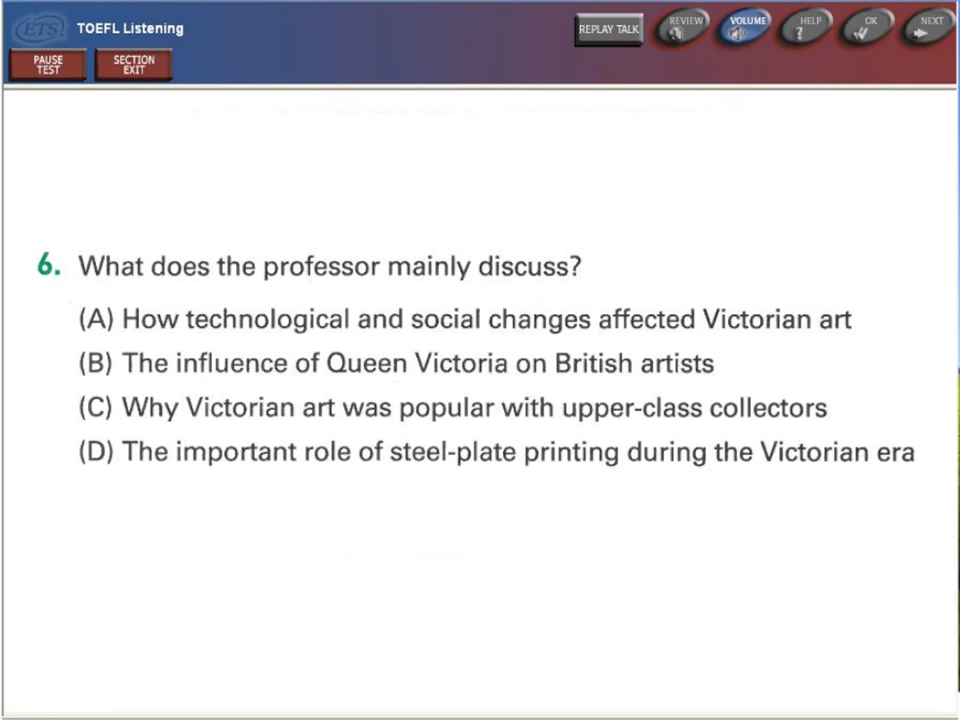 ETS TOEFL Listening
REPLAY TALK
REVIEW
VOLUME
HELP
?
OK
NEXT
PAUSE
TEST
SECTION
EXIT
6. What does the professor mainly discuss?
(A) How technological and social changes affected Victorian art
(B) The influence of Queen Victoria on British artists
(C) Why Victorian art was popular with upper-class collectors
(D) The important role of steel-plate printing during the Victorian era